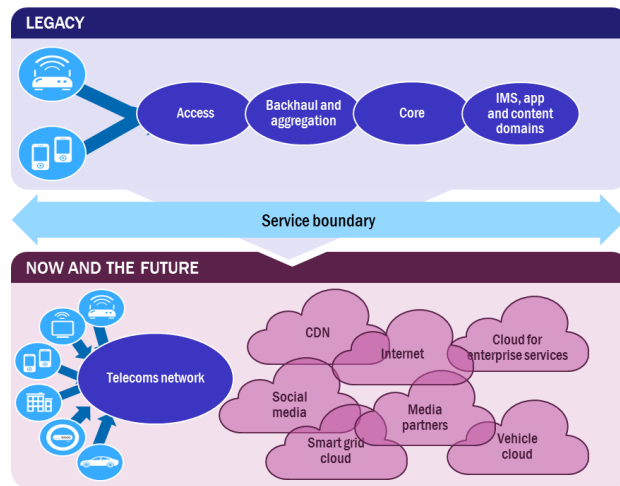 LEGACY
Access
Backhaul and
aggregation
Core
IMS, app
and content
domains
Service boundary
NOW AND THE FUTURE
Telecoms network
CDN
Internet
Cloud for
enterprise services
Social
media
Media
partners
Smart grid
cloud
Vehicle
cloud